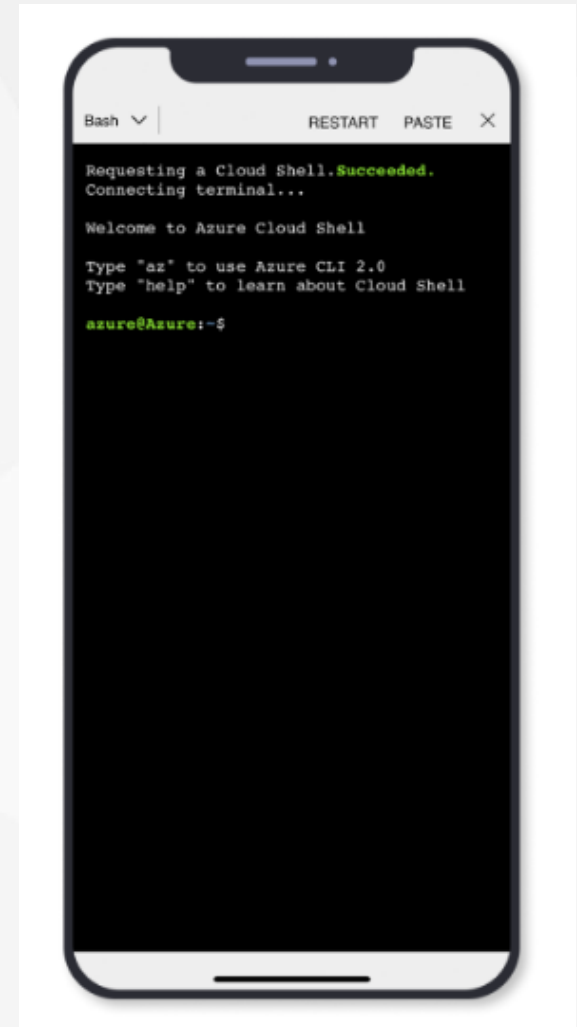 Bash
RESTART PASTE
Requesting a Cloud Shell.Succeeded.
Connecting terminal...
Welcome to Azure Cloud Shell
Type "az" to use Azure CLI 2.0
Type "help" to learn about Cloud Shell
azure@Azure:~$